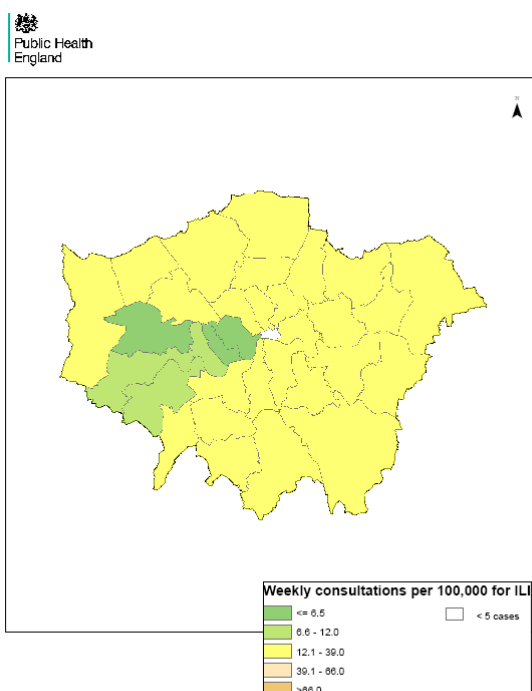 Public Health
England
N
Weekly consultations per 100,000 for ILI
<= 6.5
< 5 cases
6.6 - 12.0
12.1 - 39.0
39.1 - 66.0
>66.0